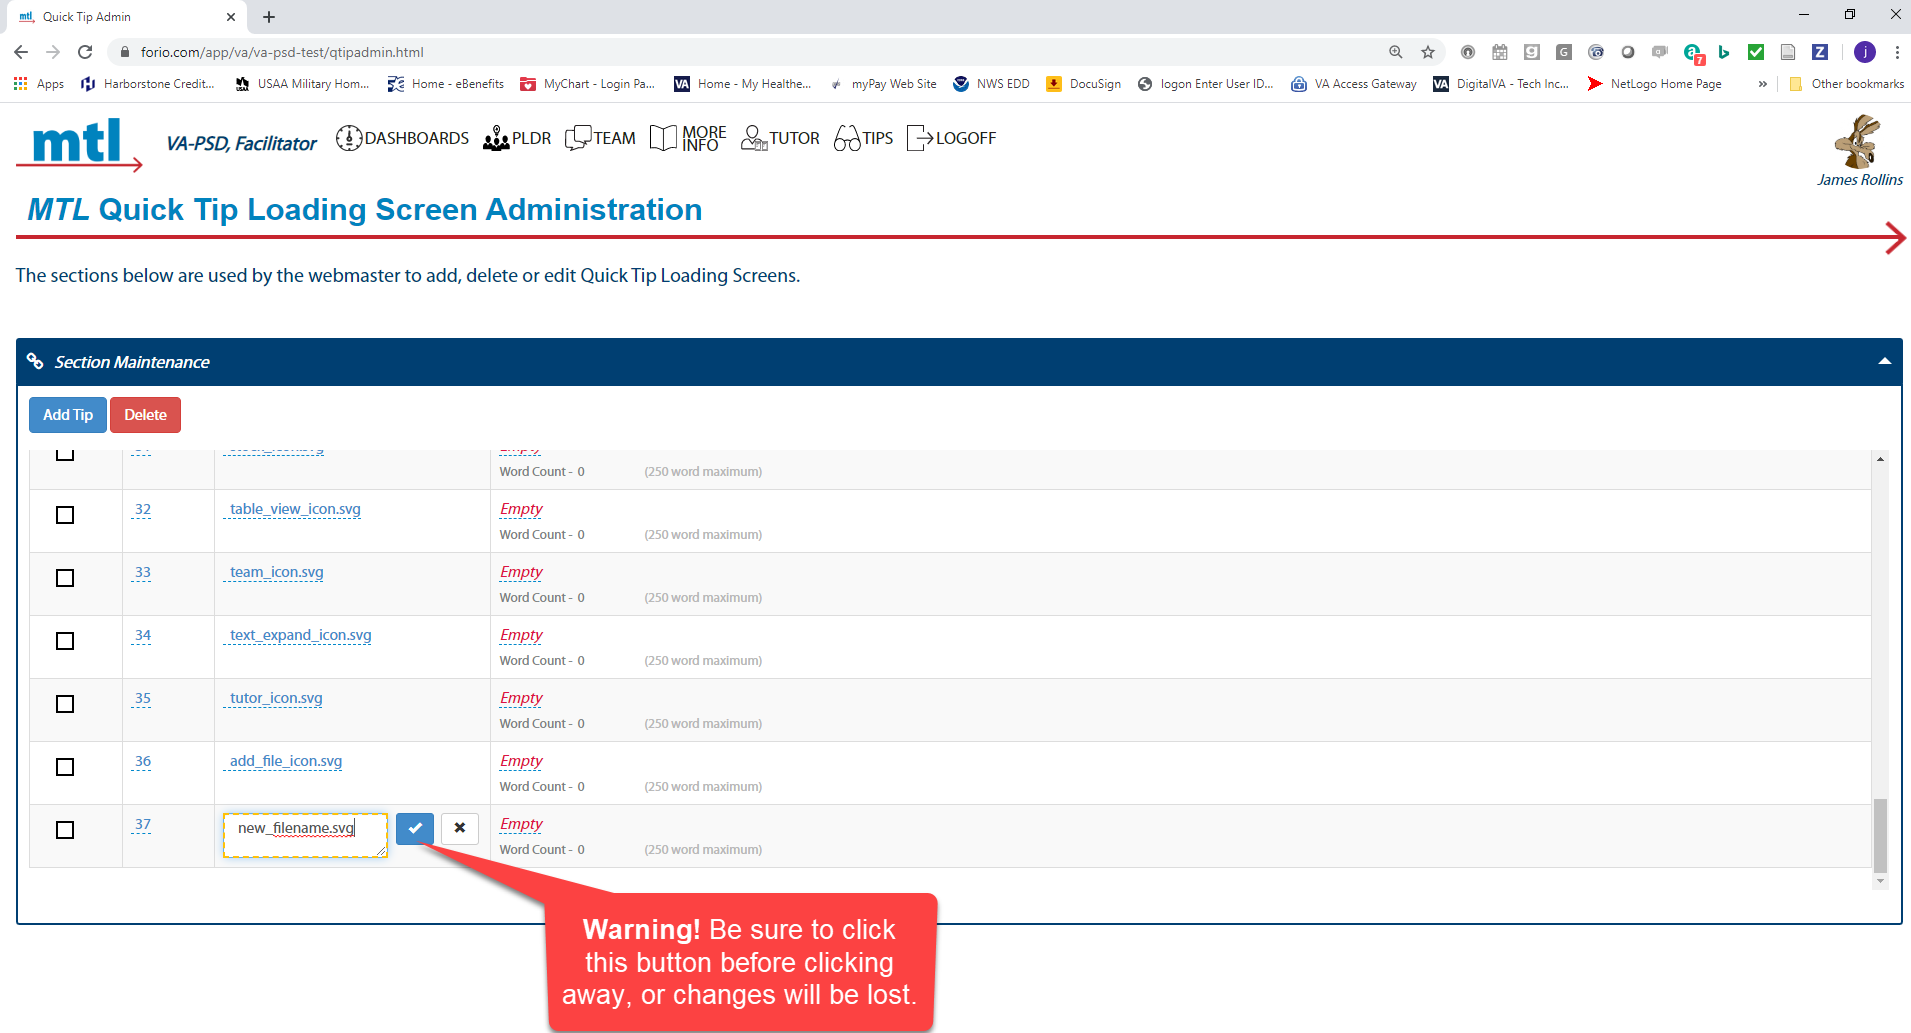 mtl Quick Tip Admin
forio.com/app/va/va-psd-test/qtipadmin.html
7
j
Apps Harborstone Credit... USAA Military Hom... Home - eBenefits MyChart - Login Pa... VA Home - My Healthe... myPay Web Site NWS EDD DocuSign logon Enter User ID... VA Access Gateway VA DigitalVA - Tech Inc... NetLogo Home Page » Other bookmarks
mtl
VA-PSD, Facilitator
DASHBOARDS PLDR TEAM MORE INFO TUTOR TIPS LOGOFF
James Rollins
MTL Quick Tip Loading Screen Administration
The sections below are used by the webmaster to add, delete or edit Quick Tip Loading Screens.
Section Maintenance
Add Tip Delete
Word Count - 0 (250 word maximum)
32 table_view_icon.svg Empty
Word Count - 0 (250 word maximum)
33 team_icon.svg Empty
Word Count - 0 (250 word maximum)
34 text_expand_icon.svg Empty
Word Count - 0 (250 word maximum)
35 tutor_icon.svg Empty
Word Count - 0 (250 word maximum)
36 add_file_icon.svg Empty
Word Count - 0 (250 word maximum)
37 new_filename.svg Empty
Word Count - 0 (250 word maximum)
Warning! Be sure to click
this button before clicking
away, or changes will be lost.